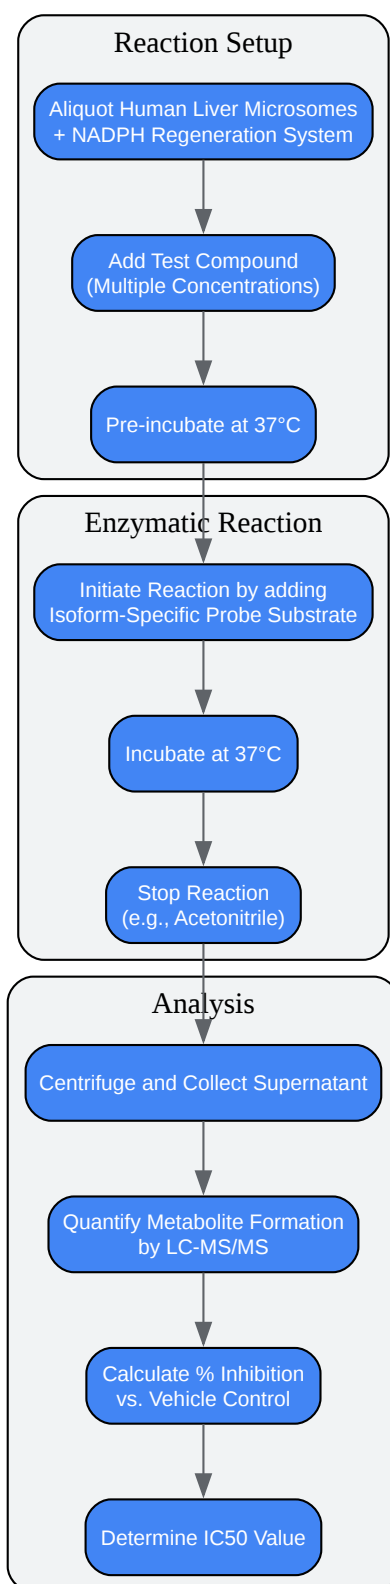 Reaction Setup
Aliquot Human Liver Microsomes
+ NADPH Regeneration System
Add Test Compound
(Multiple Concentrations)
Pre-incubate at 37°C
Enzymatic Reaction
Initiate Reaction by adding
Isoform-Specific Probe Substrate
Incubate at 37°C
Stop Reaction
(e.g., Acetonitrile)
Analysis
Centrifuge and Collect Supernatant
Quantify Metabolite Formation
by LC-MS/MS
Calculate % Inhibition
vs. Vehicle Control
Determine IC50 Value